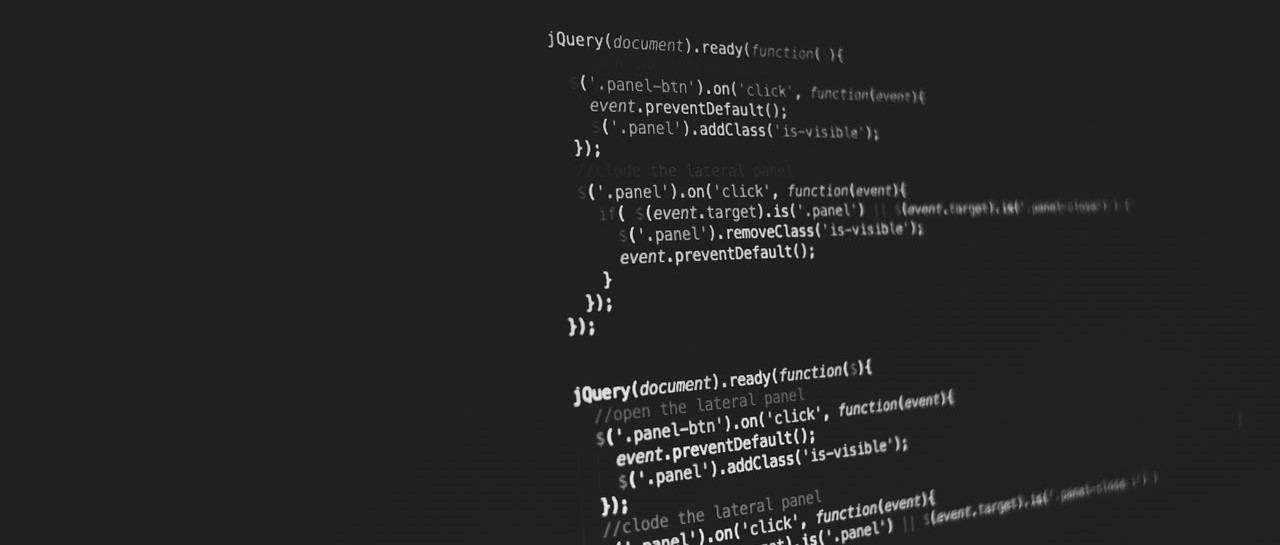 jQuery(document).ready(function($){
$('.panel-btn').on('click', function(event){
event.preventDefault();
$('.panel').addClass('is-visible');
});
//clode the lateral panel
$('.panel').on('click', function(event){
if( $(event.target).is('.panel') || $(event.target).is('.panel-close') ) {
$('.panel').removeClass('is-visible');
event.preventDefault();
}
});
});
jQuery(document).ready(function($){
//open the lateral panel
$('.panel-btn').on('click', function(event){
event.preventDefault();
$('.panel').addClass('is-visible');
});
//clode the lateral panel
$('.panel').on('click', function(event){
.is('.panel') || $(event.target).is('.panel-close